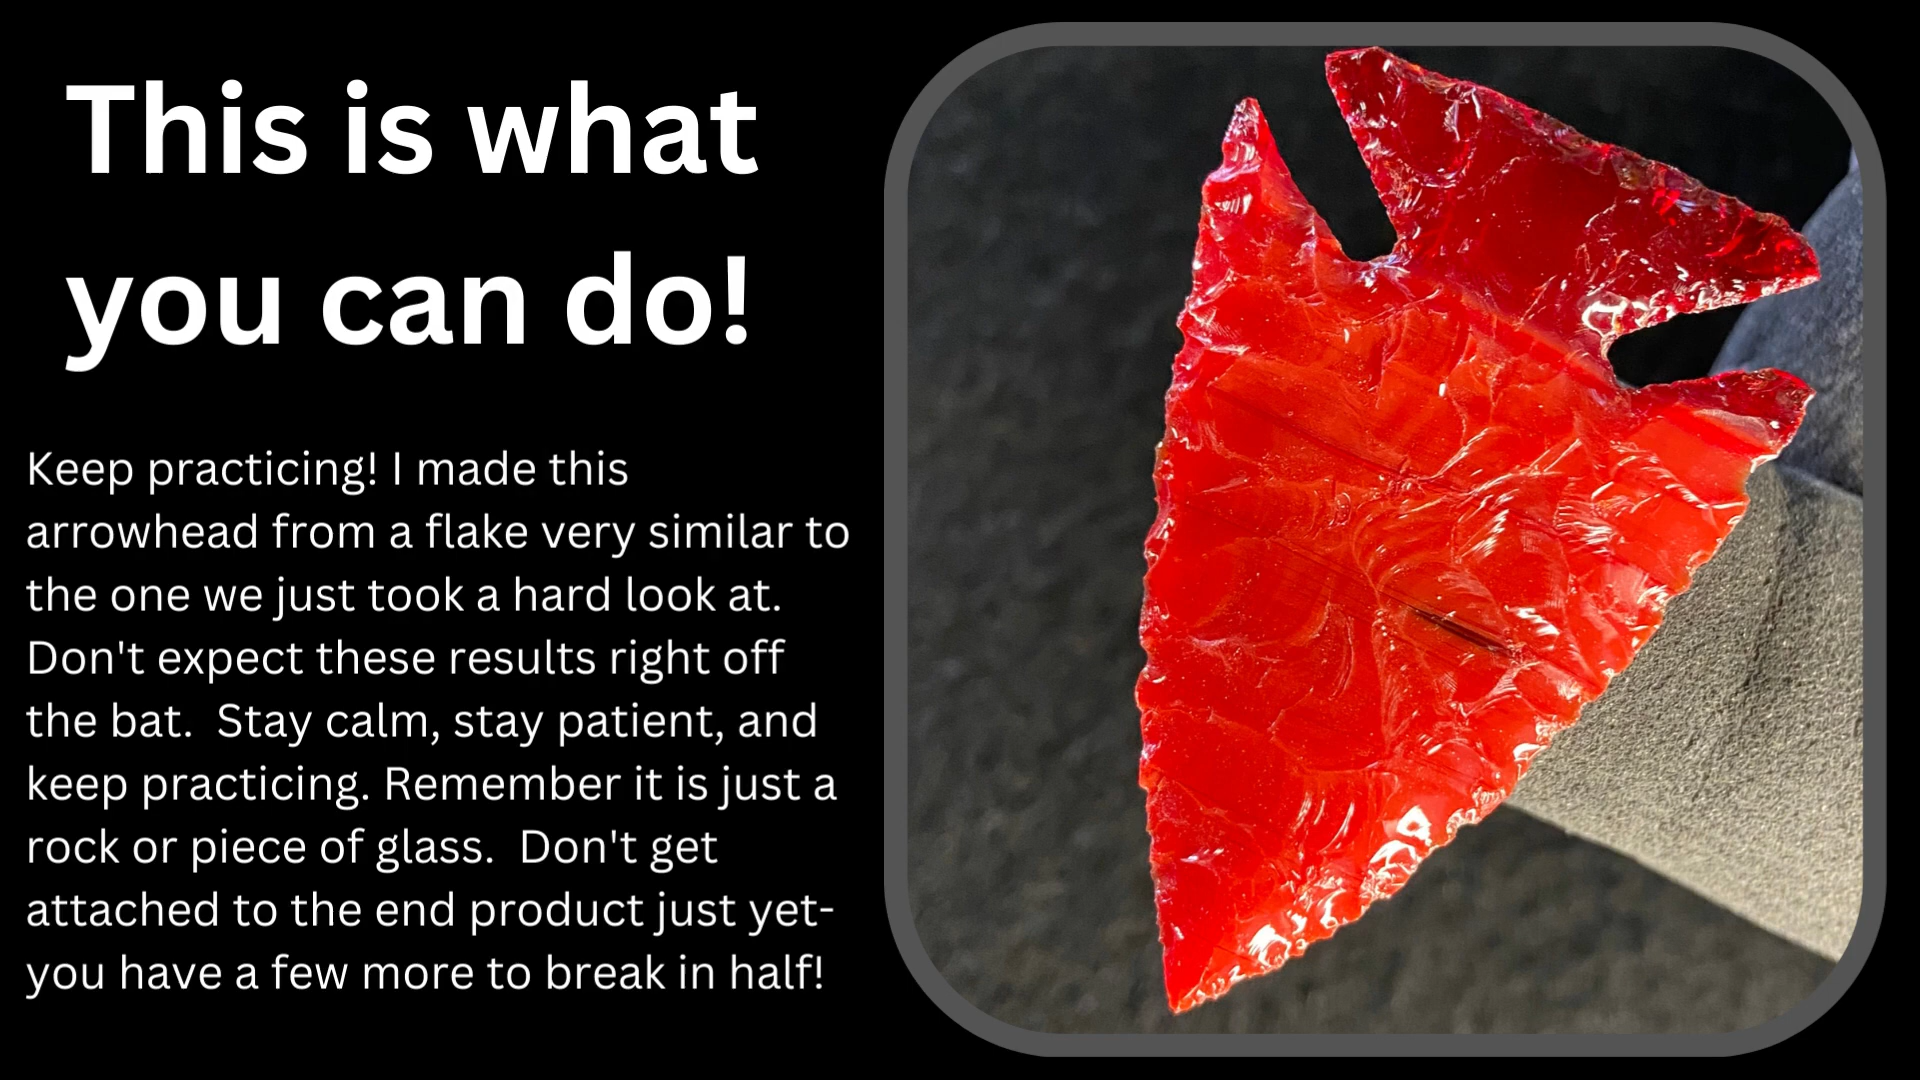 This is what
you can do!
Keep practicing! I made this
arrowhead from a flake very similar to
the one we just took a hard look at.
Don't expect these results right off
the bat.  Stay calm, stay patient, and
keep practicing. Remember it is just a
rock or piece of glass.  Don't get
attached to the end product just yet-
you have a few more to break in half!